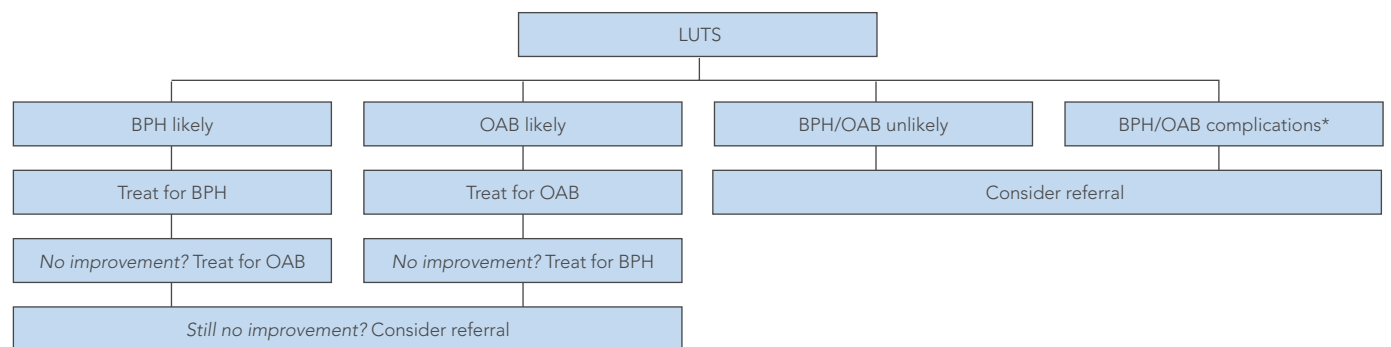 LUTS
BPH likely
OAB likely
BPH/OAB unlikely
BPH/OAB complications*
Treat for BPH
Treat for OAB
Consider referral
No improvement? Treat for OAB
No improvement? Treat for BPH
Still no improvement? Consider referral